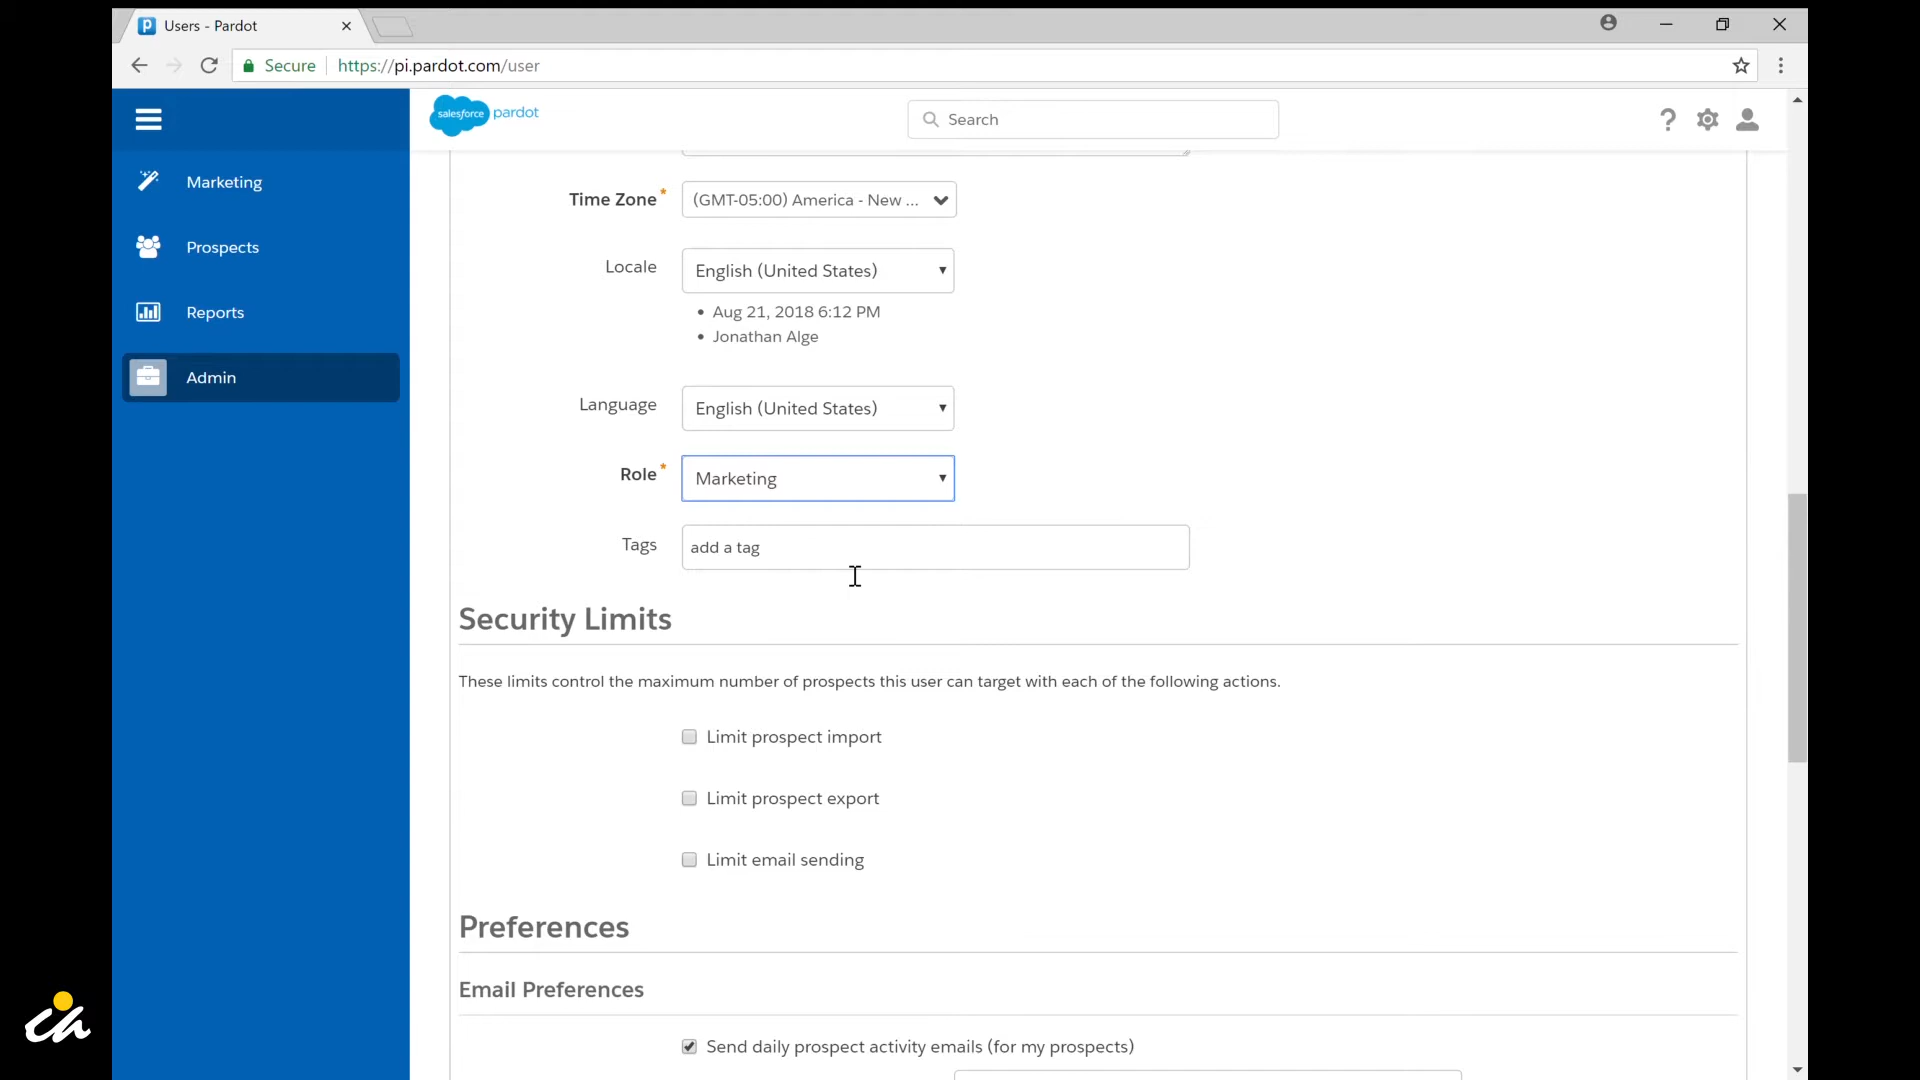 Users - Pardot
Secure
https://pi.pardot.com/user
salesforce pardot
Search
Marketing
Prospects
Reports
Admin
Time Zone*
(GMT-05:00) America - New ...
Locale
English (United States)
• Aug 21, 2018 6:12 PM
• Jonathan Alge
Language
English (United States)
Role*
Marketing
Tags
add a tag
Security Limits
These limits control the maximum number of prospects this user can target with each of the following actions.
Limit prospect import
Limit prospect export
Limit email sending
Preferences
Email Preferences
Send daily prospect activity emails (for my prospects)